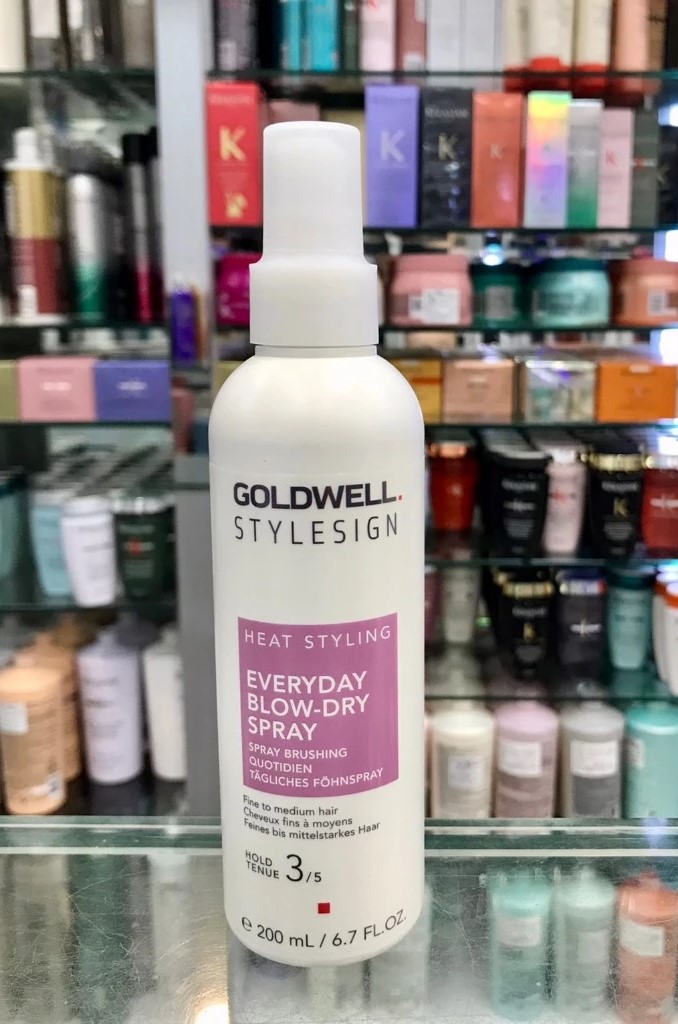 GOLDWELL.
STYLESIGN
HEAT STYLING
EVERYDAY
BLOW-DRY
SPRAY
SPRAY BRUSHING
QUOTIDIEN
TÄGLICHES FÖHNSPRAY
Fine to medium hair
Cheveux fins à moyens
Feines bis mittelstarkes Haar
HOLD
TENUE 3/5
e 200 mL / 6.7 FL.OZ.
K
K
K
K